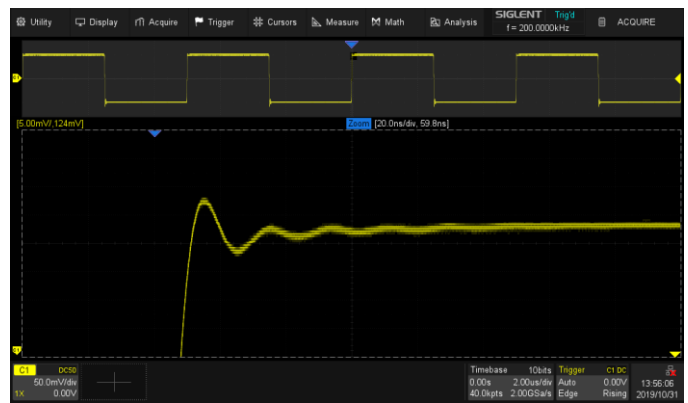 Utility Display Acquire Trigger Cursors Measure Math Analysis SIGLENT Trig'd ACQUIRE
f = 200.0000kHz
[5.00mV/,124mV] Zoom [20.0ns/div, 59.8ns]
C1 DC50 Timebase 10bits Trigger C1 DC
50.0mV/div 0.00s 2.00us/div Auto 0.00V 13:56:06
1X 0.00V 40.0kpts 2.00GSa/s Edge Rising 2019/10/31